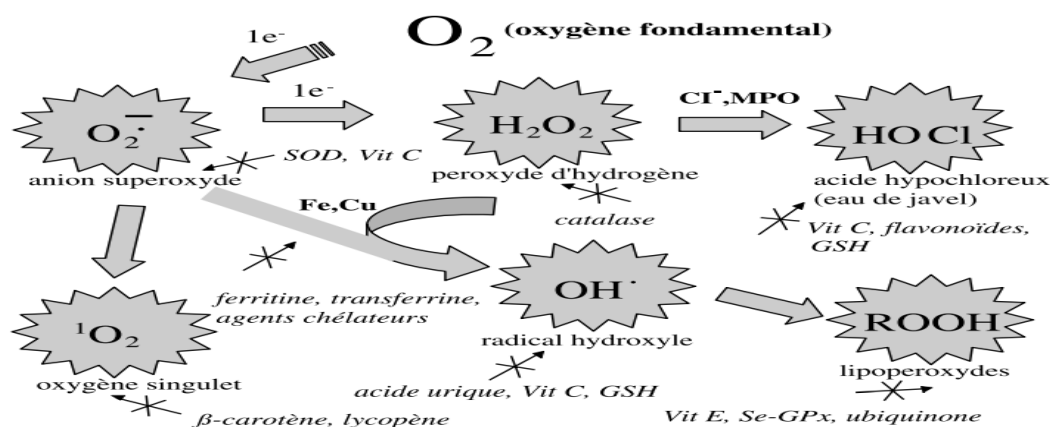 O₂ (oxygène fondamental)
1e⁻
1e⁻
O₂·̅
anion superoxyde
SOD, Vit C
H₂O₂
peroxyde d'hydrogène
catalase
Cl⁻·,MPO
HOCl
acide hypochloreux
(eau de javel)
Vit C, flavonoïdes,
GSH
Fe,Cu
ferritine, transferrine,
agents chélateurs
¹O₂
oxygène singulet
β-carotène, lycopène
OH·
radical hydroxyle
acide urique, Vit C, GSH
ROOH
lipoperoxydes
Vit E, Se-GPx, ubiquinone